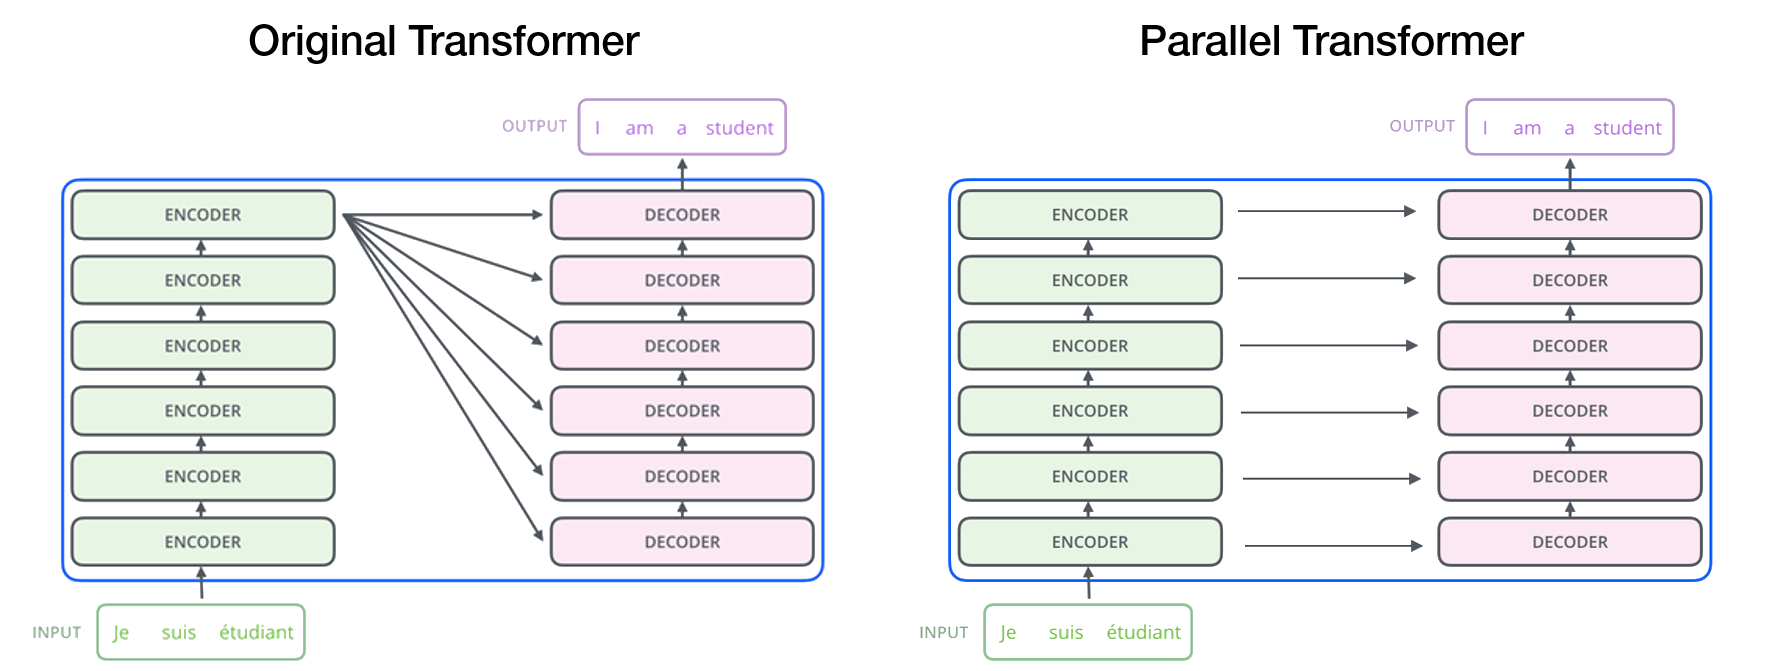 Original Transformer
OUTPUT
I am a student
ENCODER
ENCODER
ENCODER
ENCODER
ENCODER
ENCODER
DECODER
DECODER
DECODER
DECODER
DECODER
DECODER
INPUT
Je suis étudiant
Parallel Transformer
OUTPUT
I am a student
ENCODER
ENCODER
ENCODER
ENCODER
ENCODER
ENCODER
DECODER
DECODER
DECODER
DECODER
DECODER
DECODER
INPUT
Je suis étudiant